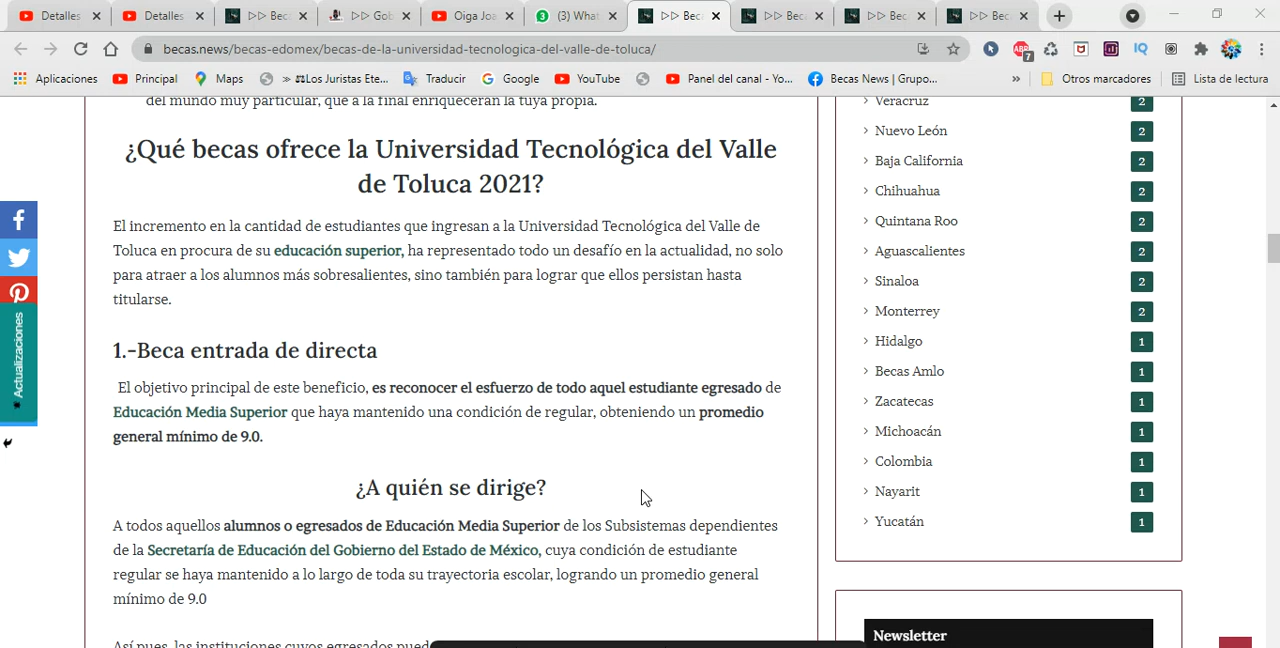 Detalles
Detalles
▷▷ Beca
▷▷ Gob
Oiga Joa
(3) What
▷▷ Beca
▷▷ Beca
▷▷ Bec
▷▷ Bec
becas.news/becas-edomex/becas-de-la-universidad-tecnologica-del-valle-de-toluca/
ABP
7
IQ
Aplicaciones
Principal
Maps
» ⚖Los Juristas Ete...
Traducir
Google
YouTube
Panel del canal - Yo...
Becas News | Grupo...
»
Otros marcadores
Lista de lectura
del mundo muy particular, que a la final enriquecerán la tuya propia.
¿Qué becas ofrece la Universidad Tecnológica del Valle
de Toluca 2021?
El incremento en la cantidad de estudiantes que ingresan a la Universidad Tecnológica del Valle de
Toluca en procura de su educación superior, ha representado todo un desafío en la actualidad, no solo
para atraer a los alumnos más sobresalientes, sino también para lograr que ellos persistan hasta
titularse.
1.-Beca entrada de directa
El objetivo principal de este beneficio, es reconocer el esfuerzo de todo aquel estudiante egresado de
Educación Media Superior que haya mantenido una condición de regular, obteniendo un promedio
general mínimo de 9.0.
¿A quién se dirige?
A todos aquellos alumnos o egresados de Educación Media Superior de los Subsistemas dependientes
de la Secretaría de Educación del Gobierno del Estado de México, cuya condición de estudiante
regular se haya mantenido a lo largo de toda su trayectoria escolar, logrando un promedio general
mínimo de 9.0
Así pues, las instituciones cuyos egresados pued
Actualizaciones
Veracruz 2
Nuevo León 2
Baja California 2
Chihuahua 2
Quintana Roo 2
Aguascalientes 2
Sinaloa 2
Monterrey 2
Hidalgo 1
Becas Amlo 1
Zacatecas 1
Michoacán 1
Colombia 1
Nayarit 1
Yucatán 1
Newsletter